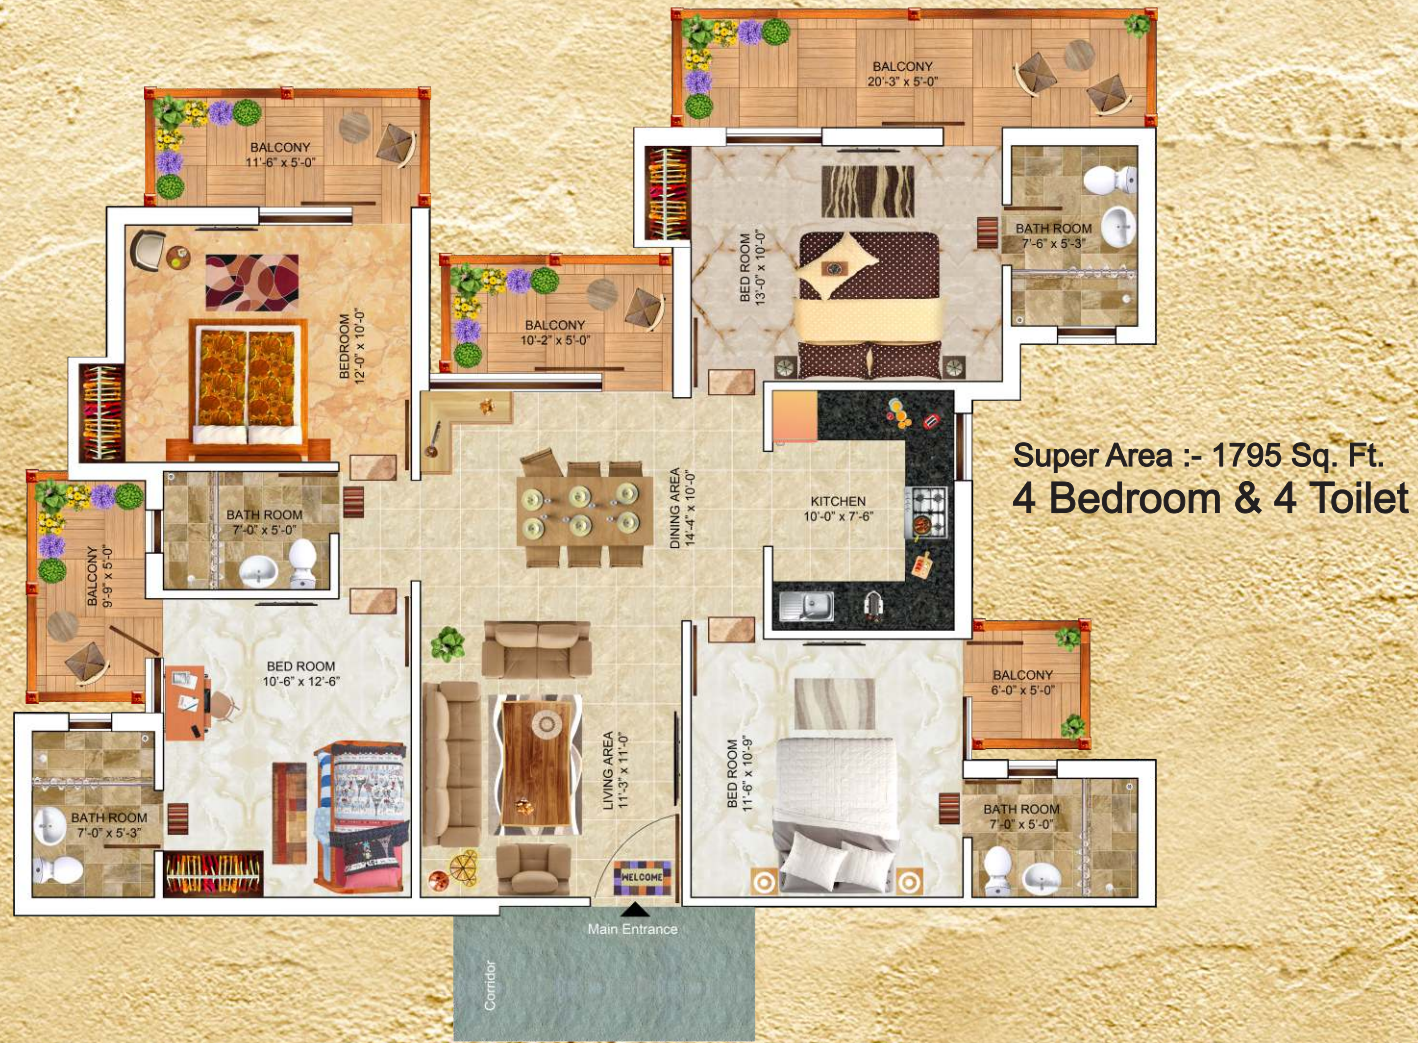 BALCONY
20'-3" x 5'-0"
BALCONY
11'-6" x 5'-0"
BATH ROOM
7'-6" x 5'-3"
BED ROOM
13'-0" x 10'-0"
BALCONY
10'-2" x 5'-0"
BEDROOM
12'-0" x 10'-0"
Super Area :- 1795 Sq. Ft.
4 Bedroom & 4 Toilet
KITCHEN
10'-0" x 7'-6"
DINING AREA
14'-4" x 10'-0"
BATH ROOM
7'-0" x 5'-0"
BALCONY
9'-9" x 5'-0"
BED ROOM
10'-6" x 12'-6"
BALCONY
6'-0" x 5'-0"
LIVING AREA
11'-3" x 11'-0"
BED ROOM
11'-6" x 10'-9"
BATH ROOM
7'-0" x 5'-3"
BATH ROOM
7'-0" x 5'-0"
WELCOME
Main Entrance
Corridor